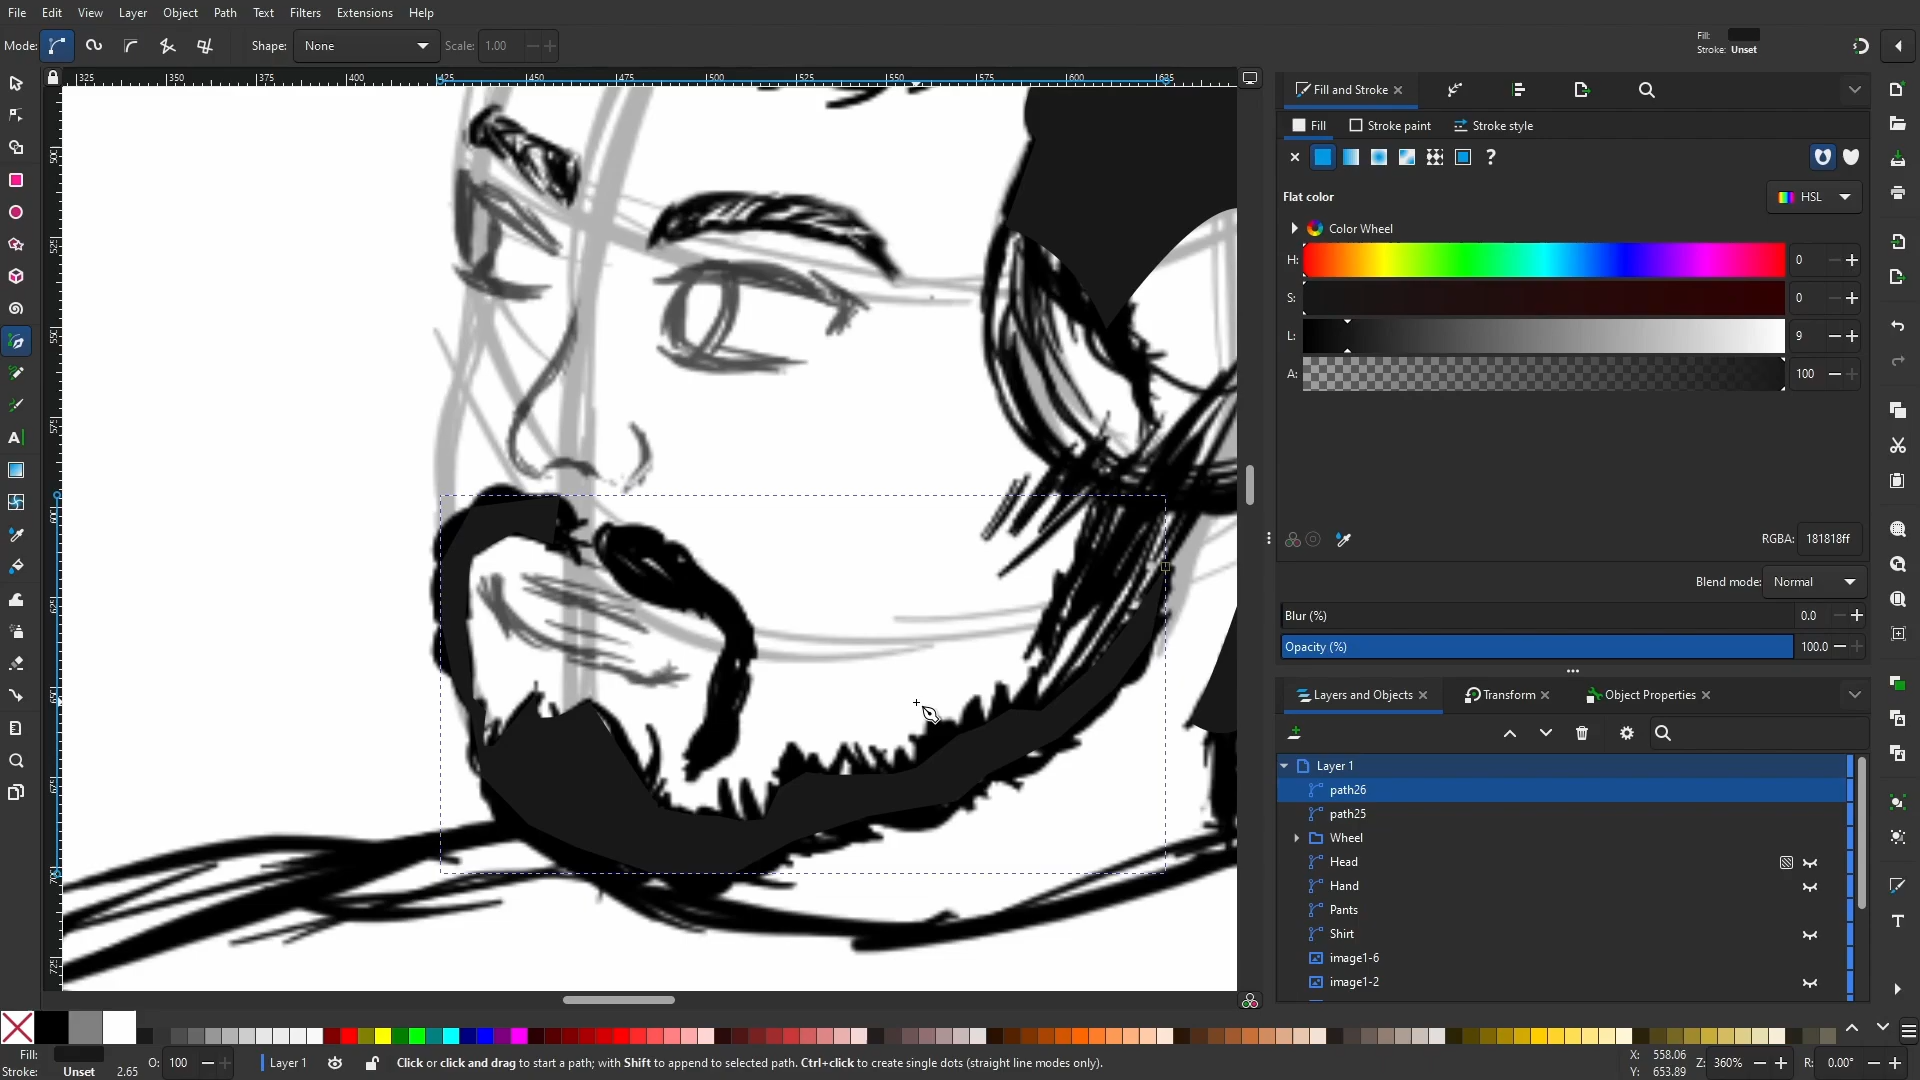 File Edit View Layer Object Path Text Filters Extensions Help
Mode: Shape: None Scale: 1.00
Fill:
Stroke: Unset
325 350 375 400 425 450 475 500 525 550 575 600 625
Fill and Stroke
Fill Stroke paint Stroke style
Flat color HSL
Color Wheel
H: 0
S: 0
L: 9
A: 100
RGBA: 181818ff
Blend mode: Normal
Blur (%) 0.0
Opacity (%) 100.0
Layers and Objects Transform Object Properties
Layer 1
path26
path25
Wheel
Head
Hand
Pants
Shirt
image1-6
image1-2
Fill:
Stroke: Unset 2.65
O: 100
Layer 1
Click or click and drag to start a path; with Shift to append to selected path. Ctrl+click to create single dots (straight line modes only).
X: 558.06
Y: 653.89
Z: 360%
R: 0.00°